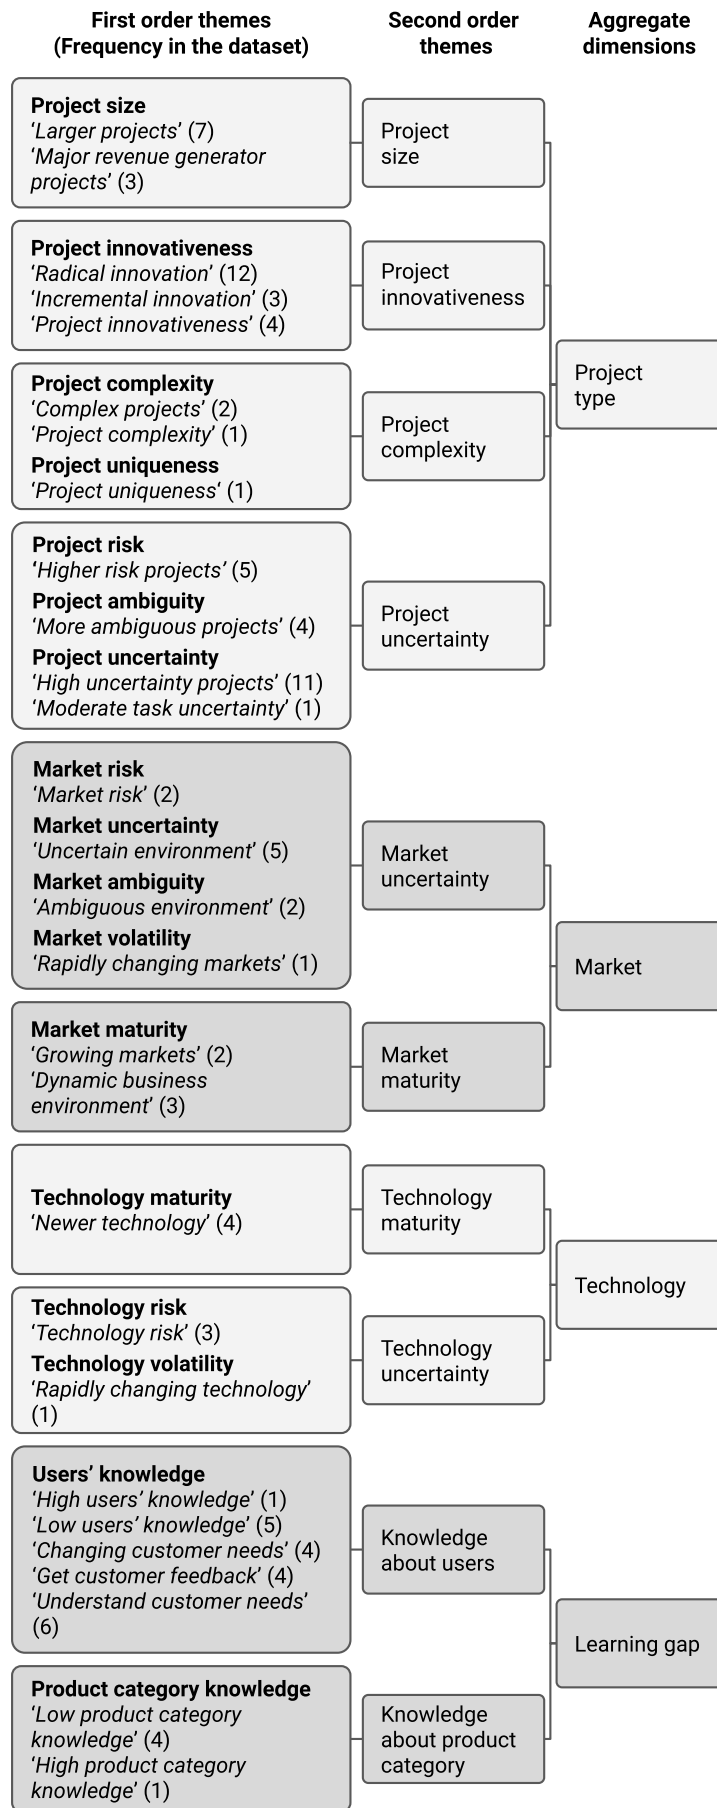 First order themes
(Frequency in the dataset)
Second order
themes
Aggregate
dimensions
Project size
‘Larger projects’ (7)
‘Major revenue generator
projects’ (3)
Project
size
Project innovativeness
‘Radical innovation’ (12)
‘Incremental innovation’ (3)
‘Project innovativeness’ (4)
Project
innovativeness
Project complexity
‘Complex projects’ (2)
‘Project complexity’ (1)
Project uniqueness
‘Project uniqueness‘ (1)
Project
complexity
Project risk
‘Higher risk projects’ (5)
Project ambiguity
‘More ambiguous projects’ (4)
Project uncertainty
‘High uncertainty projects’ (11)
‘Moderate task uncertainty’ (1)
Project
uncertainty
Project
type
Market risk
‘Market risk’ (2)
Market uncertainty
‘Uncertain environment’ (5)
Market ambiguity
‘Ambiguous environment’ (2)
Market volatility
‘Rapidly changing markets’ (1)
Market
uncertainty
Market maturity
‘Growing markets’ (2)
‘Dynamic business
environment’ (3)
Market
maturity
Market
Technology maturity
‘Newer technology’ (4)
Technology
maturity
Technology risk
‘Technology risk’ (3)
Technology volatility
‘Rapidly changing technology’
(1)
Technology
uncertainty
Technology
Users’ knowledge
‘High users’ knowledge’ (1)
‘Low users’ knowledge’ (5)
‘Changing customer needs’ (4)
‘Get customer feedback’ (4)
‘Understand customer needs’
(6)
Knowledge
about users
Product category knowledge
‘Low product category
knowledge’ (4)
‘High product category
knowledge’ (1)
Knowledge
about product
category
Learning gap